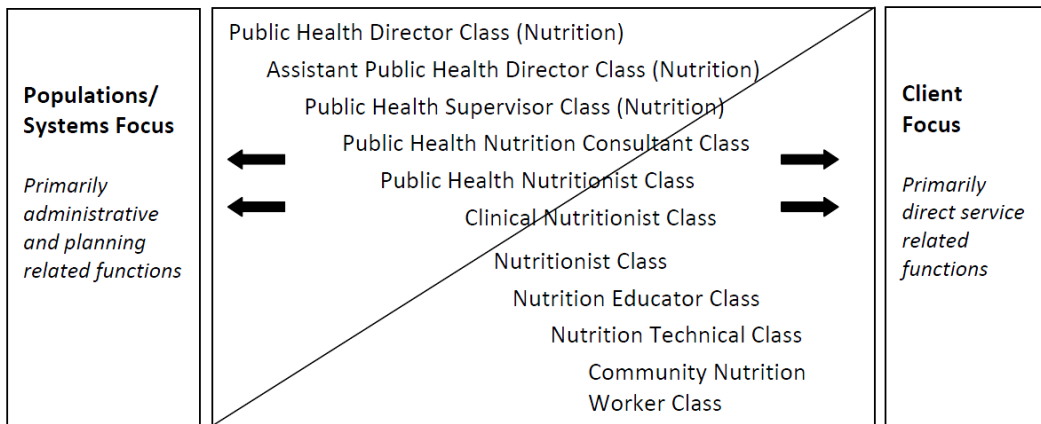 Populations/
Systems Focus
Primarily
administrative
and planning
related functions
Public Health Director Class (Nutrition)
Assistant Public Health Director Class (Nutrition)
Public Health Supervisor Class (Nutrition)
Public Health Nutrition Consultant Class
Public Health Nutritionist Class
Clinical Nutritionist Class
Nutritionist Class
Nutrition Educator Class
Nutrition Technical Class
Community Nutrition
Worker Class
Client
Focus
Primarily
direct service
related
functions